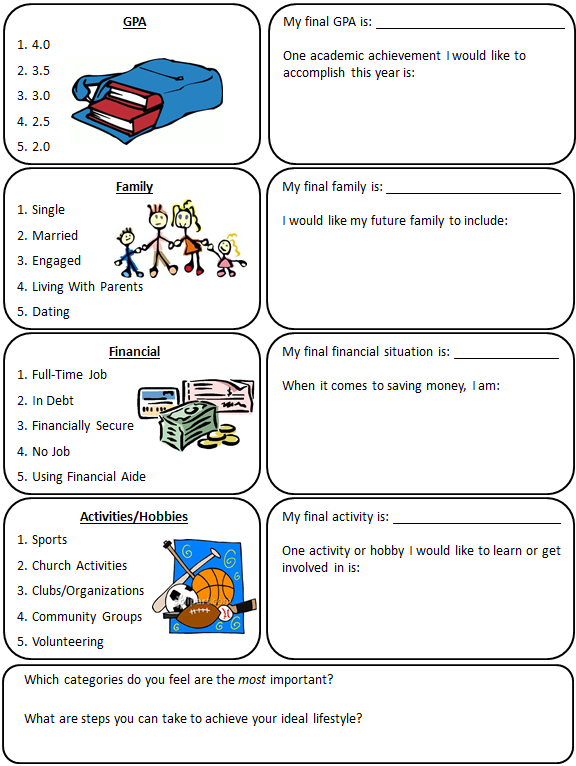 GPA
1. 4.0
2. 3.5
3. 3.0
4. 2.5
5. 2.0
My final GPA is: ____________________________
One academic achievement I would like to
accomplish this year is:
Family
1. Single
2. Married
3. Engaged
4. Living With Parents
5. Dating
My final family is: __________________________
I would like my future family to include:
Financial
1. Full-Time Job
2. In Debt
3. Financially Secure
4. No Job
5. Using Financial Aide
My final financial situation is: ________________
When it comes to saving money, I am:
Activities/Hobbies
1. Sports
2. Church Activities
3. Clubs/Organizations
4. Community Groups
5. Volunteering
My final activity is: _________________________
One activity or hobby I would like to learn or get
involved in is:
Which categories do you feel are the most important?
What are steps you can take to achieve your ideal lifestyle?